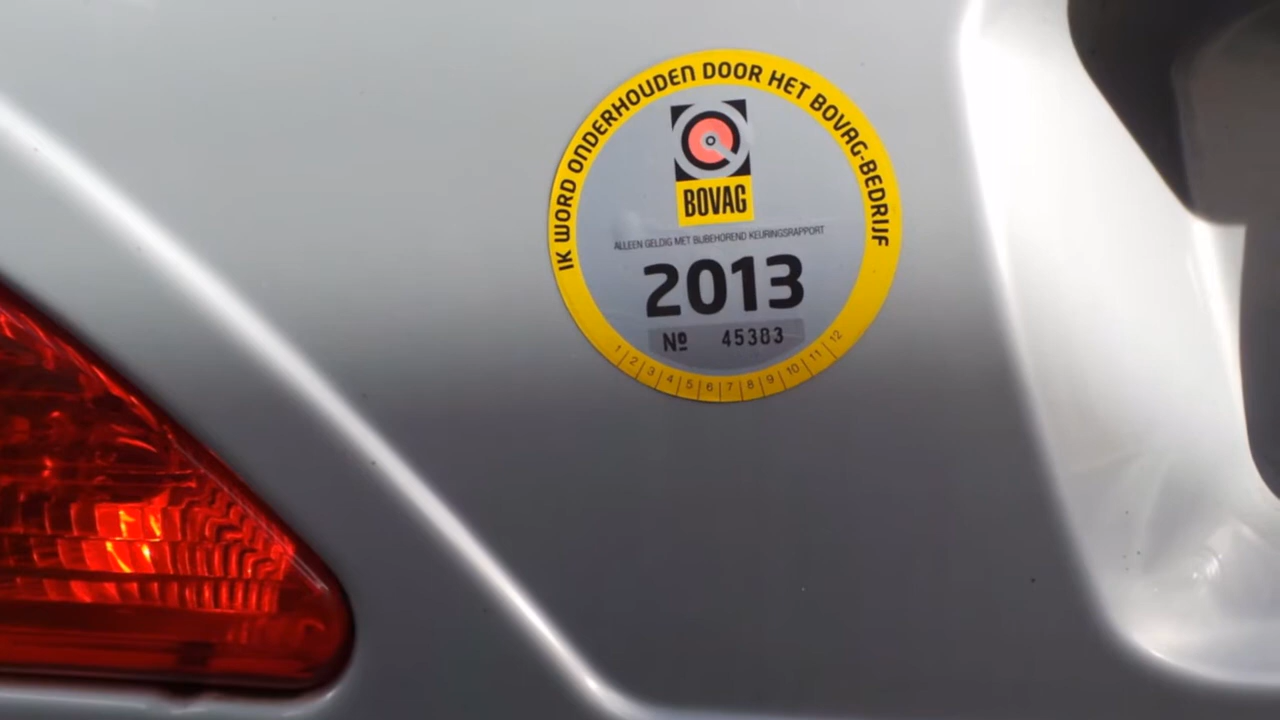 IK WORD ONDERHOUDEN DOOR HET BOVAG-BEDRIJF
BOVAG
ALLEEN GELDIG MET BIJBEHOREND KEURINGSRAPPORT
2013
Nº 45383
1 2 3 4 5 6 7 8 9 10 11 12